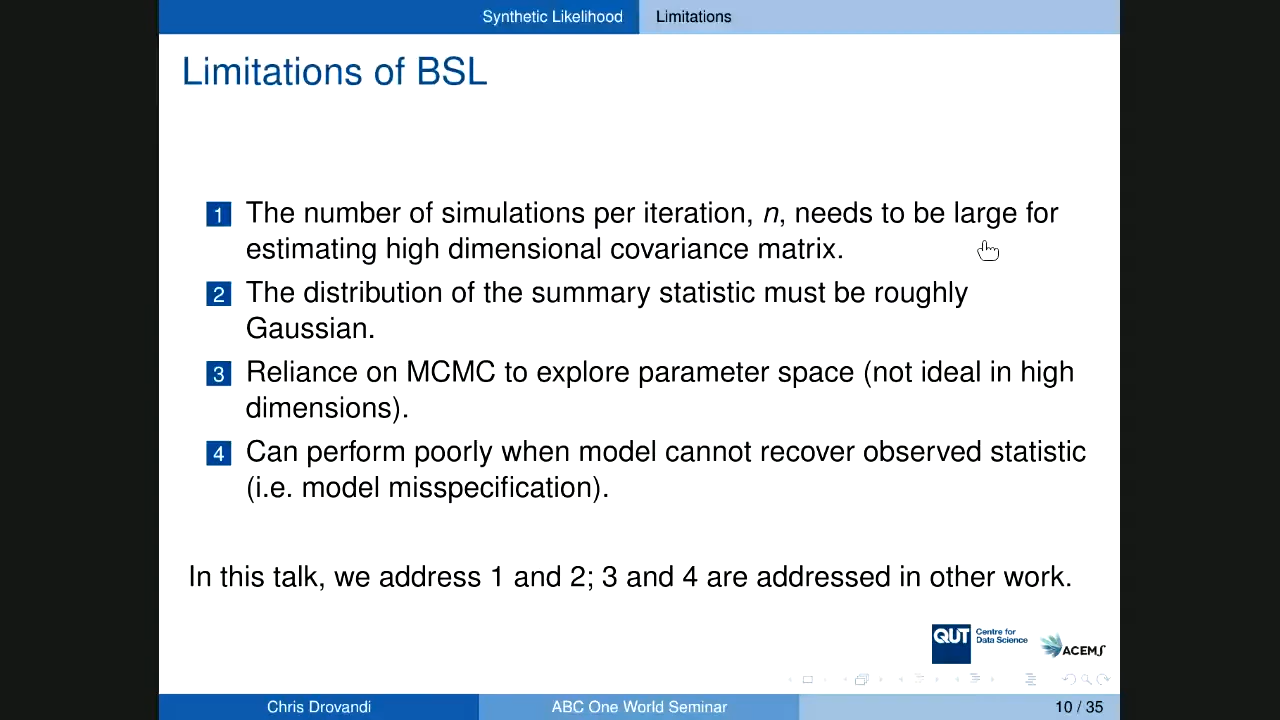 Synthetic Likelihood Limitations
Limitations of BSL
1 The number of simulations per iteration, n, needs to be large for
estimating high dimensional covariance matrix.
2 The distribution of the summary statistic must be roughly
Gaussian.
3 Reliance on MCMC to explore parameter space (not ideal in high
dimensions).
4 Can perform poorly when model cannot recover observed statistic
(i.e. model misspecification).
In this talk, we address 1 and 2; 3 and 4 are addressed in other work.
QUT Centre for
Data Science
ACEMS
Chris Drovandi ABC One World Seminar 10 / 35